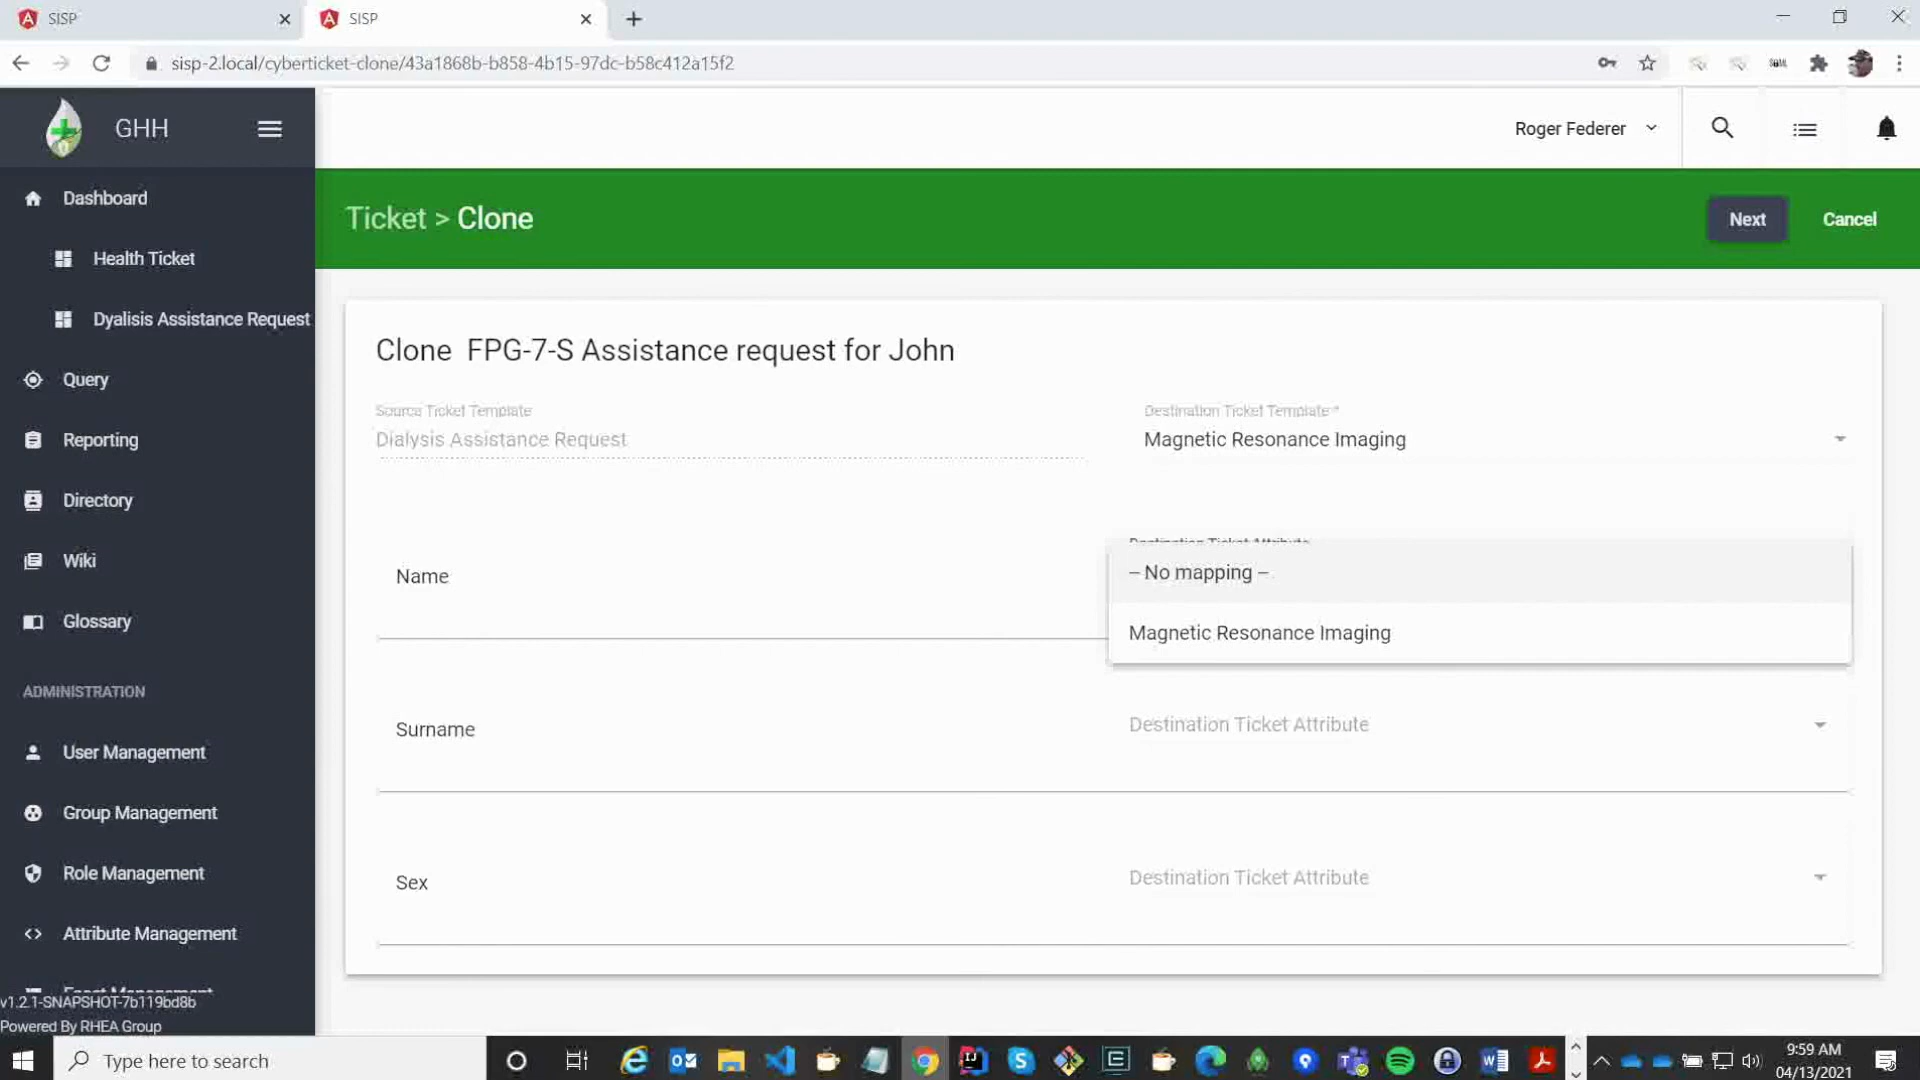 SISP
SISP
sisp-2.local/cyberticket-clone/43a1868b-b858-4b15-97dc-b58c412a15f2
GHH
Roger Federer
Dashboard
Health Ticket
Dyalisis Assistance Request
Query
Reporting
Directory
Wiki
Glossary
ADMINISTRATION
User Management
Group Management
Role Management
Attribute Management
v1.2.1-SNAPSHOT-7b119bd8b
Powered By RHEA Group
Ticket > Clone
Next
Cancel
Clone FPG-7-S Assistance request for John
Source Ticket Template
Dialysis Assistance Request
Destination Ticket Template *
Magnetic Resonance Imaging
Name
Destination Ticket Attribute
– No mapping –
Magnetic Resonance Imaging
Surname
Destination Ticket Attribute
Sex
Destination Ticket Attribute
Type here to search
9:59 AM
04/13/2021